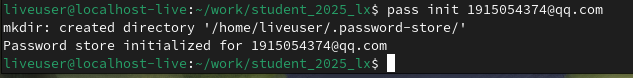 liveuser@localhost-live:~/work/student_2025_lx$ pass init 1915054374@qq.com
mkdir: created directory '/home/liveuser/.password-store/'
Password store initialized for 1915054374@qq.com
liveuser@localhost-live:~/work/student_2025_lx$